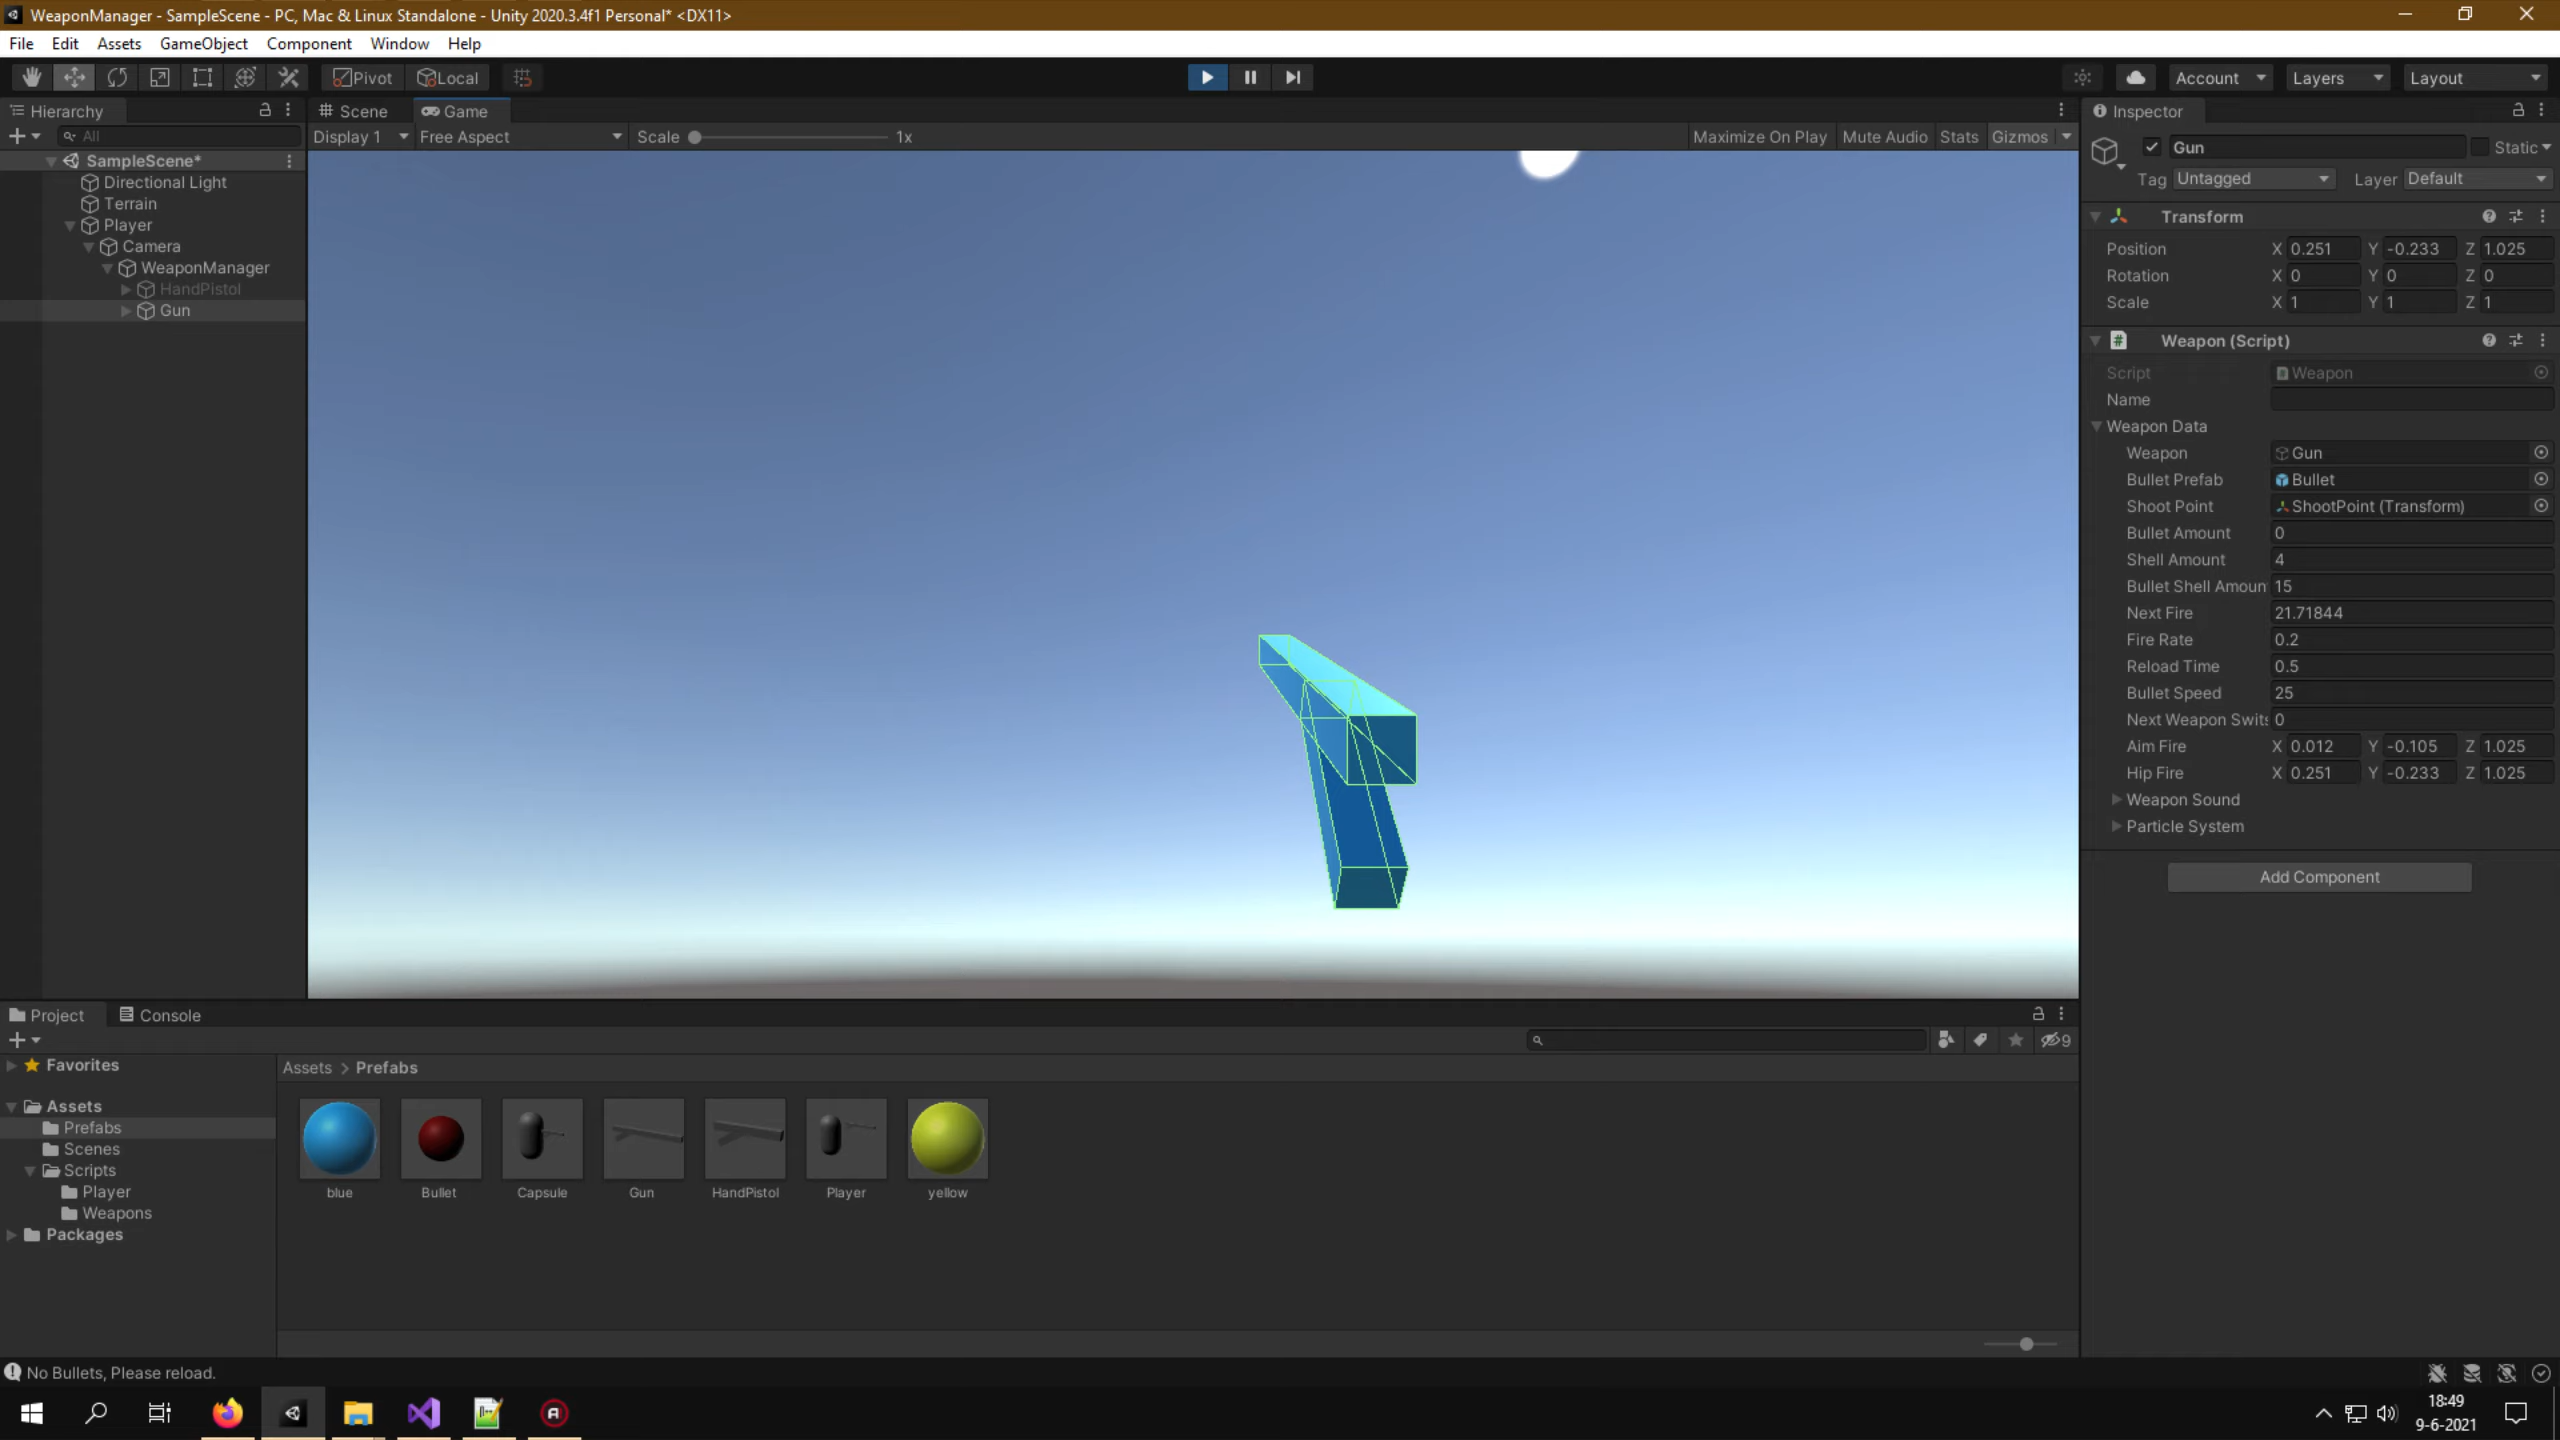 WeaponManager - SampleScene - PC, Mac & Linux Standalone - Unity 2020.3.4f1 Personal* <DX11>
File Edit Assets GameObject Component Window Help
Pivot Local Account Layers Layout
Hierarchy
All
SampleScene*
Directional Light
Terrain
Player
Camera
WeaponManager
HandPistol
Gun
Scene Game
Display 1 Free Aspect Scale 1x Maximize On Play Mute Audio Stats Gizmos
Inspector
Gun Static
Tag Untagged Layer Default
Transform
Position X 0.251 Y -0.233 Z 1.025
Rotation X 0 Y 0 Z 0
Scale X 1 Y 1 Z 1
Weapon (Script)
Script Weapon
Name
Weapon Data
Weapon Gun
Bullet Prefab Bullet
Shoot Point ShootPoint (Transform)
Bullet Amount 0
Shell Amount 4
Bullet Shell Amoun 15
Next Fire 21.71844
Fire Rate 0.2
Reload Time 0.5
Bullet Speed 25
Next Weapon Swits 0
Aim Fire X 0.012 Y -0.105 Z 1.025
Hip Fire X 0.251 Y -0.233 Z 1.025
Weapon Sound
Particle System
Add Component
Project Console
9
Favorites
Assets
Prefabs
Scenes
Scripts
Player
Weapons
Packages
Assets > Prefabs
blue Bullet Capsule Gun HandPistol Player yellow
No Bullets, Please reload.
18:49
9-6-2021